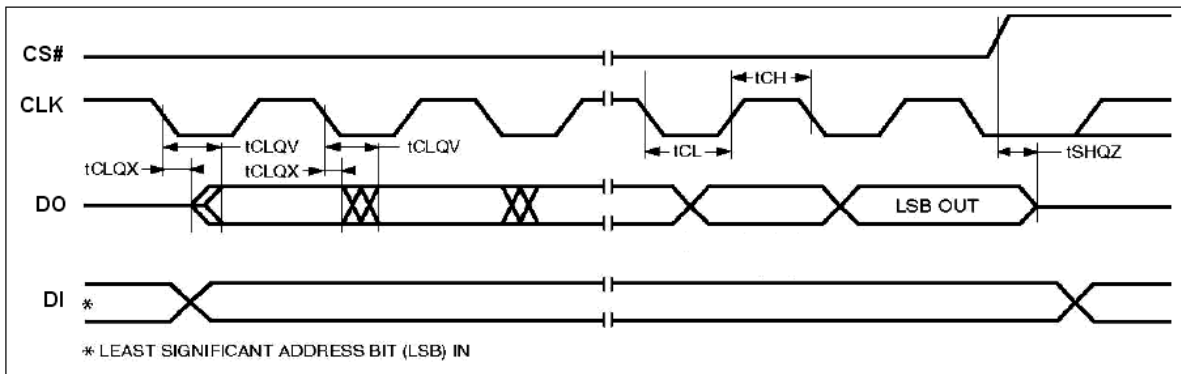 CS#
CLK
tCH
tCLQV
tCLQV
tCL
tSHQZ
tCLQX
tCLQX
DO
LSB OUT
DI
*
* LEAST SIGNIFICANT ADDRESS BIT (LSB) IN